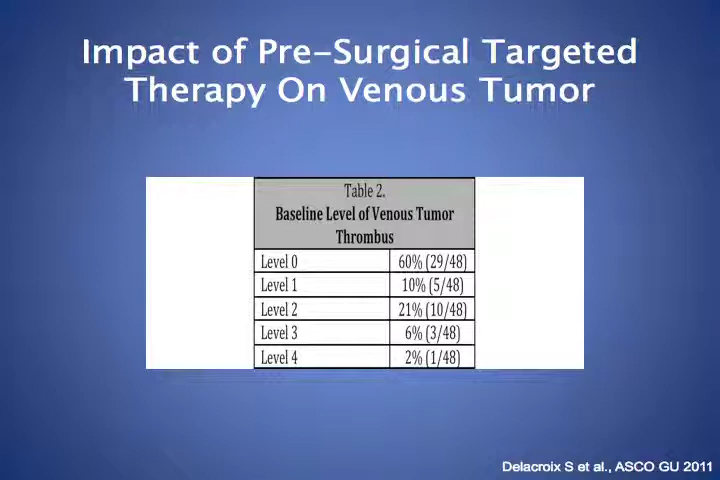 Impact of Pre-Surgical Targeted
Therapy On Venous Tumor
Table 2.
Baseline Level of Venous Tumor
Thrombus
Level 0 60% (29/48)
Level 1 10% (5/48)
Level 2 21% (10/48)
Level 3 6% (3/48)
Level 4 2% (1/48)
Delacroix S et al., ASCO GU 2011